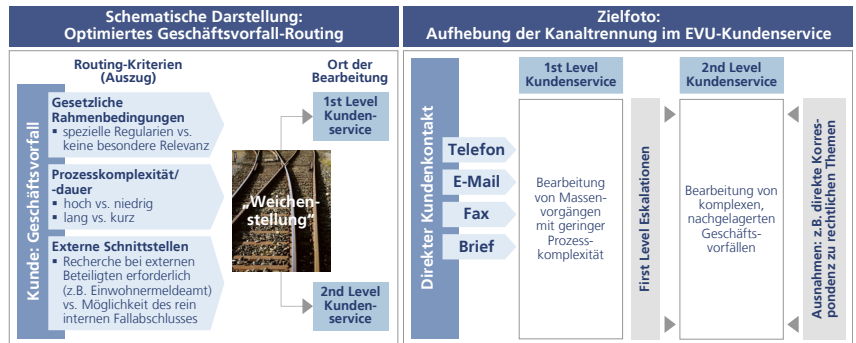 Schematische Darstellung:
Optimiertes Geschäftsvorfall-Routing
Kunde: Geschäftsvorfall
Routing-Kriterien
(Auszug)
Gesetzliche
Rahmenbedingungen
▪ spezielle Regularien vs.
keine besondere Relevanz
Prozesskomplexität/
-dauer
▪ hoch vs. niedrig
▪ lang vs. kurz
Externe Schnittstellen
▪ Recherche bei externen
Beteiligten erforderlich
(z.B. Einwohnermeldeamt)
vs. Möglichkeit des rein
internen Fallabschlusses
„Weichen-
stellung“
Ort der
Bearbeitung
1st Level
Kunden-
service
2nd Level
Kunden-
service
Zielfoto:
Aufhebung der Kanaltrennung im EVU-Kundenservice
Direkter Kundenkontakt
Telefon
E-Mail
Fax
Brief
1st Level
Kundenservice
Bearbeitung
von Massen-
vorgängen
mit geringer
Prozess-
komplexität
First Level Eskalationen
2nd Level
Kundenservice
Bearbeitung von
komplexen,
nachgelagerten
Geschäfts-
vorfällen
Ausnahmen: z.B. direkte Korres-
pondenz zu rechtlichen Themen